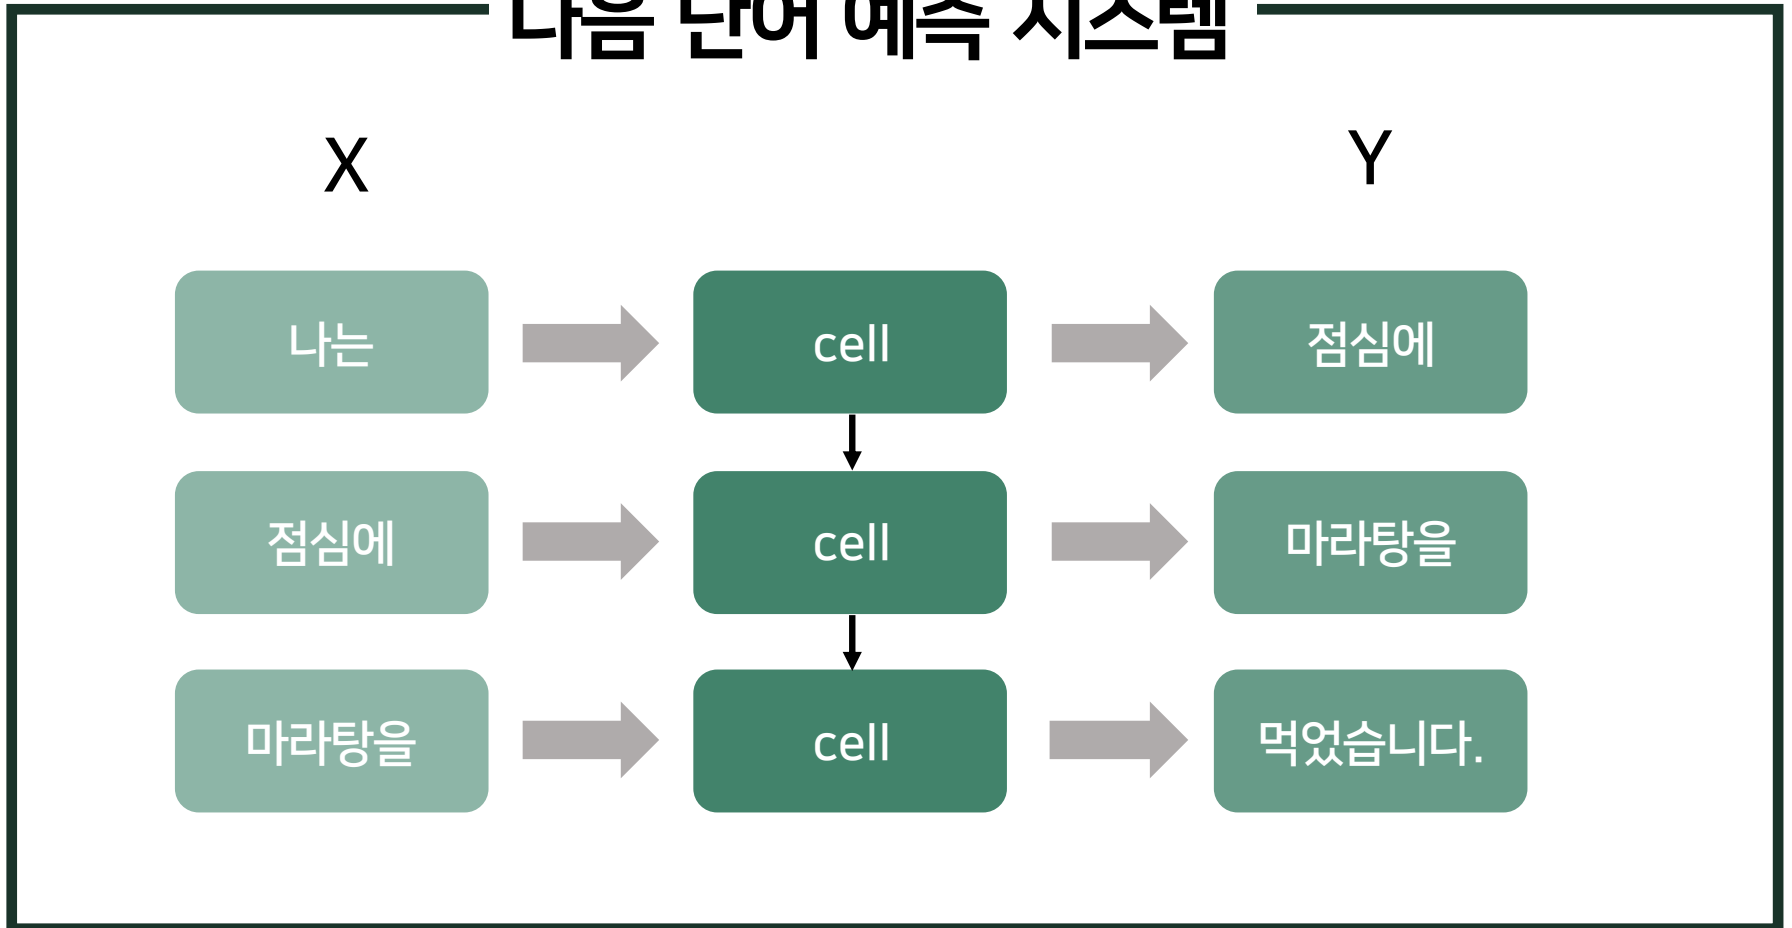 다음 단어 예측 시스템
X
Y
나는
cell
점심에
점심에
cell
마라탕을
마라탕을
cell
먹었습니다.